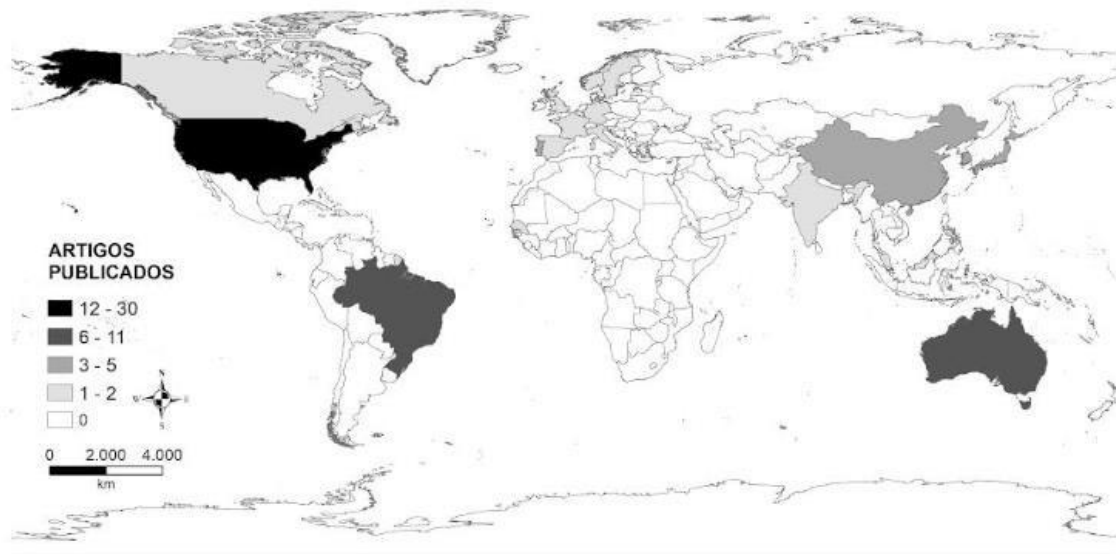 ARTIGOS
PUBLICADOS
12 - 30
6 - 11
3 - 5
1 - 2
0
N
W
E
S
0 2.000 4.000
km